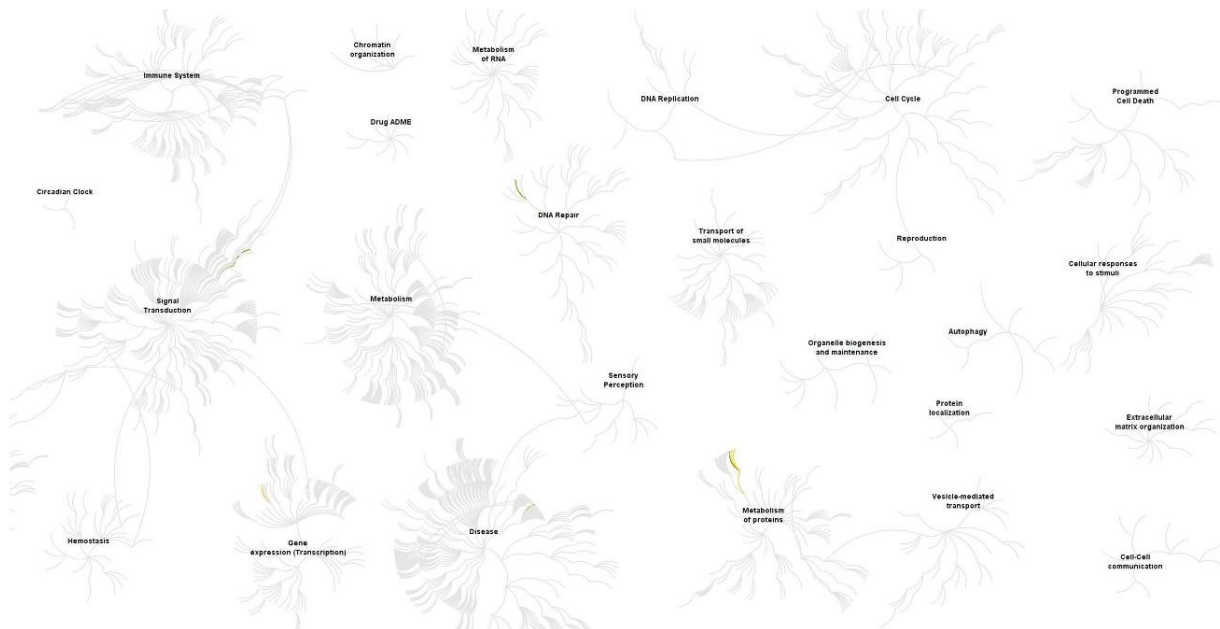 Immune System
Chromatin
organization
Metabolism
of RNA
DNA Replication
Cell Cycle
Programmed
Cell Death
Drug ADME
Circadian Clock
DNA Repair
Transport of
small molecules
Reproduction
Cellular responses
to stimuli
Signal
Transduction
Metabolism
Organelle biogenesis
and maintenance
Autophagy
Sensory
Perception
Protein
localization
Extracellular
matrix organization
Hemostasis
Gene
expression (Transcription)
Disease
Metabolism
of proteins
Vesicle-mediated
transport
Cell-Cell
communication